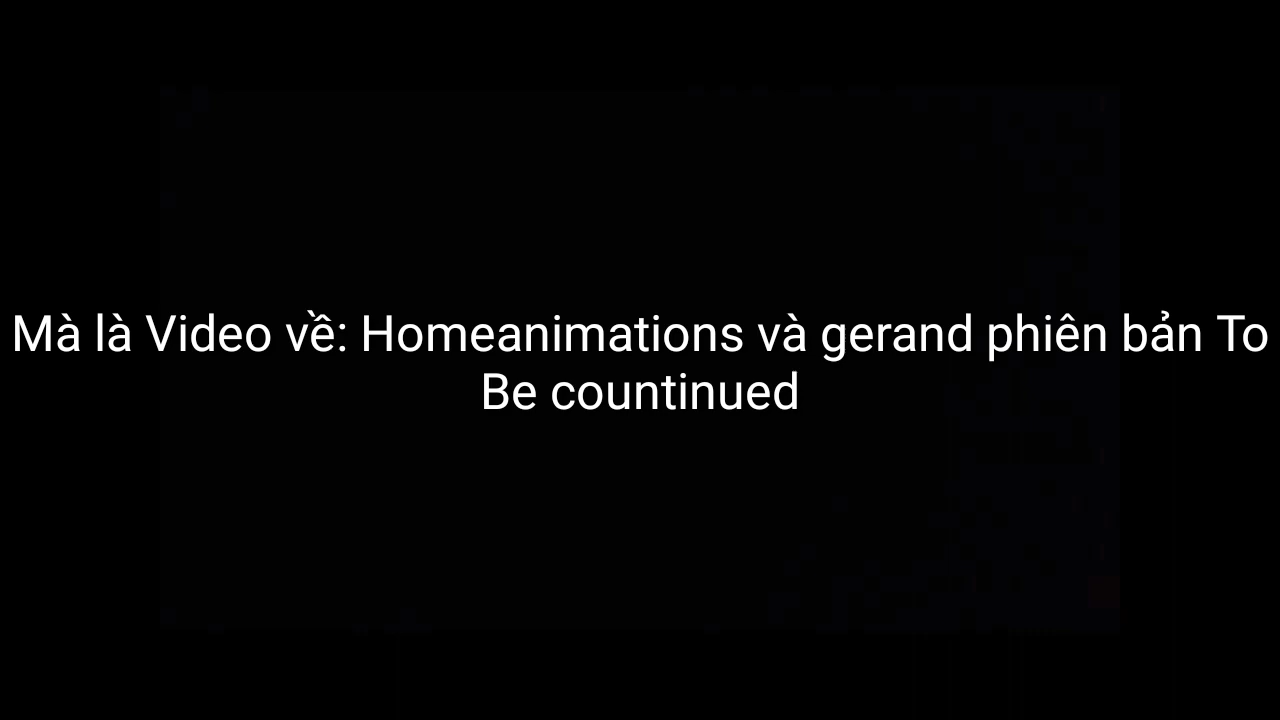 Mà là Video về: Homeanimations và gerand phiên bản To
Be countinued